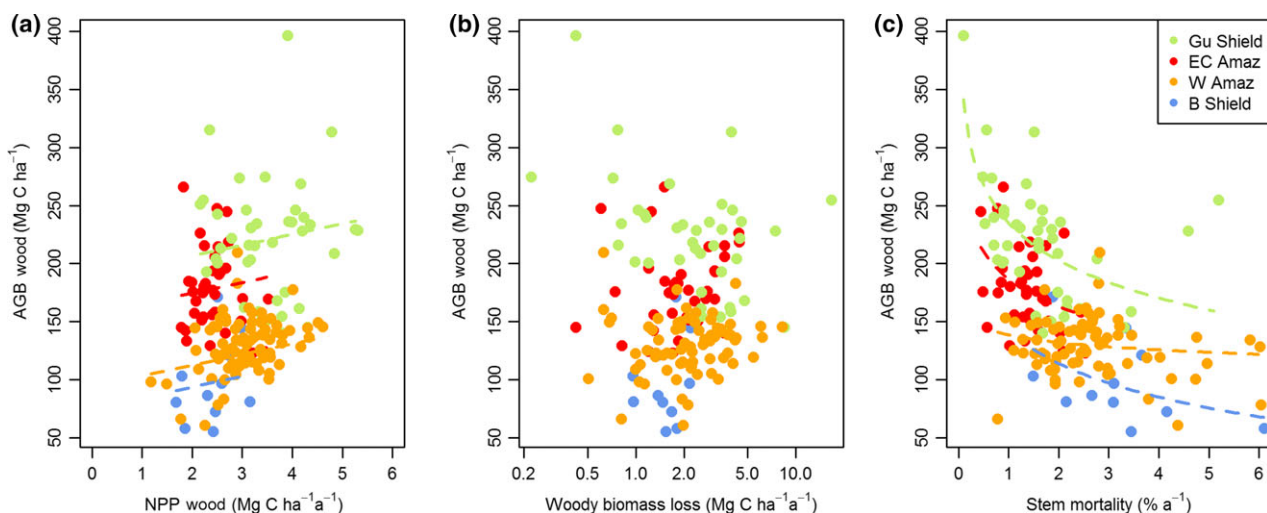 (a)
AGB wood (Mg C ha⁻¹)
400
350
300
250
200
150
100
50
0 1 2 3 4 5 6
NPP wood (Mg C ha⁻¹a⁻¹)
(b)
AGB wood (Mg C ha⁻¹)
400
350
300
250
200
150
100
50
0.2 0.5 1.0 2.0 5.0 10.0
Woody biomass loss (Mg C ha⁻¹a⁻¹)
(c)
AGB wood (Mg C ha⁻¹)
400
350
300
250
200
150
100
50
0 1 2 3 4 5 6
Stem mortality (% a⁻¹)
Gu Shield
EC Amaz
W Amaz
B Shield